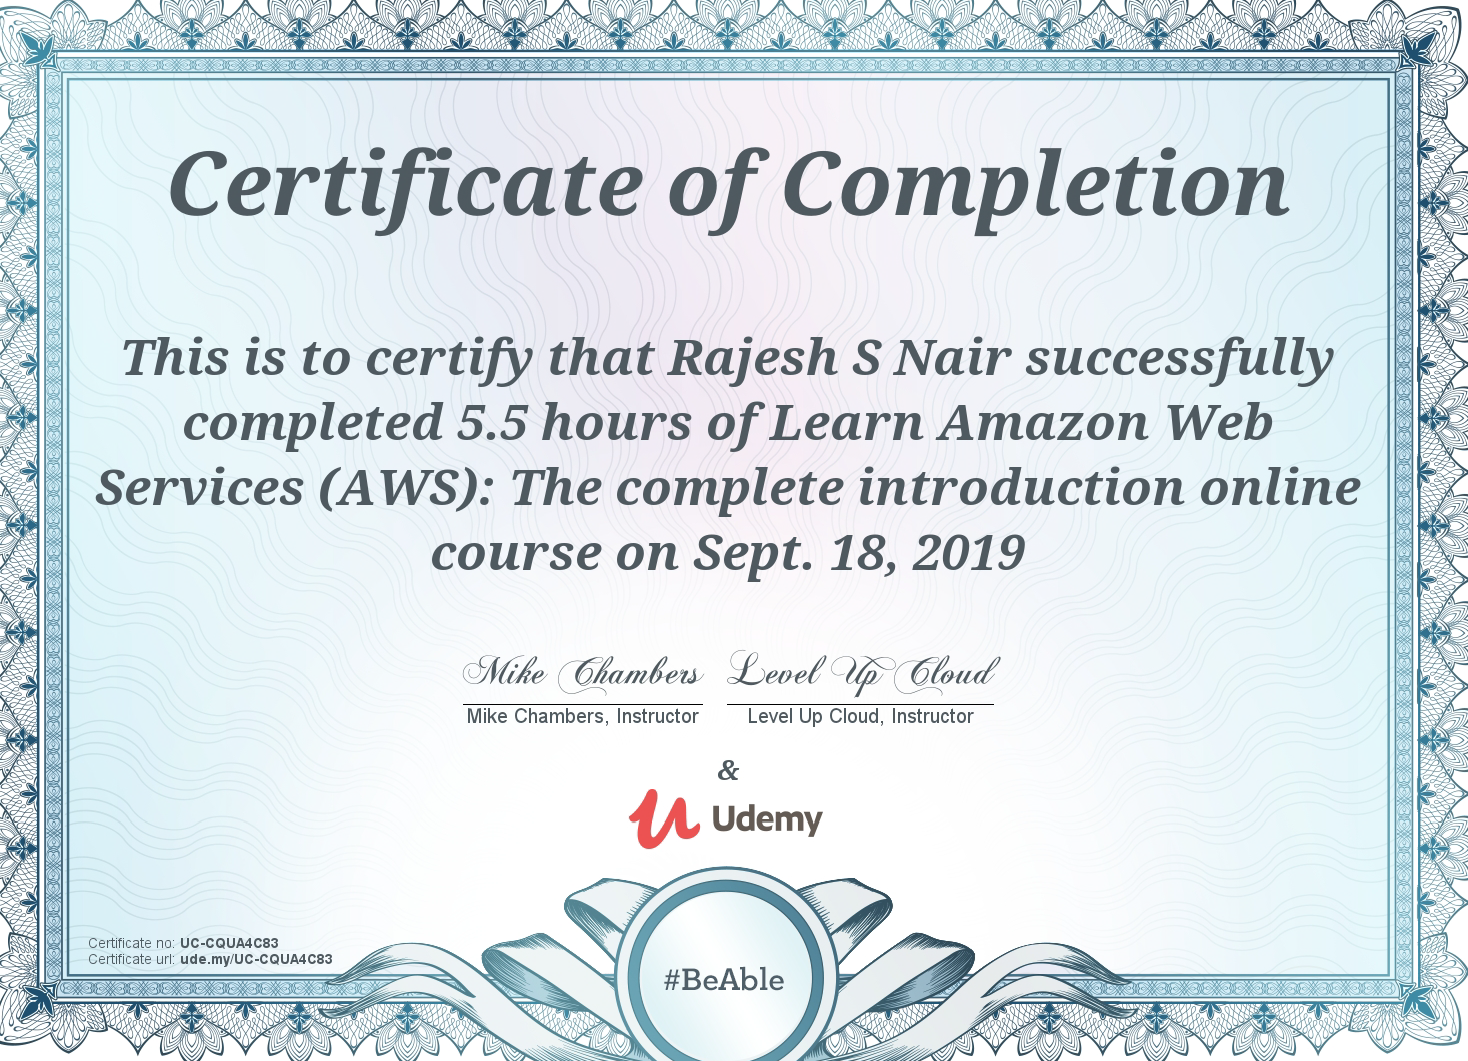 Certificate of Completion
This is to certify that Rajesh S Nair successfully
completed 5.5 hours of Learn Amazon Web
Services (AWS): The complete introduction online
course on Sept. 18, 2019
Mike Chambers Level Up Cloud
Mike Chambers, Instructor Level Up Cloud, Instructor
&
Udemy
Certificate no: UC-CQUA4C83
Certificate url: ude.my/UC-CQUA4C83
#BeAble